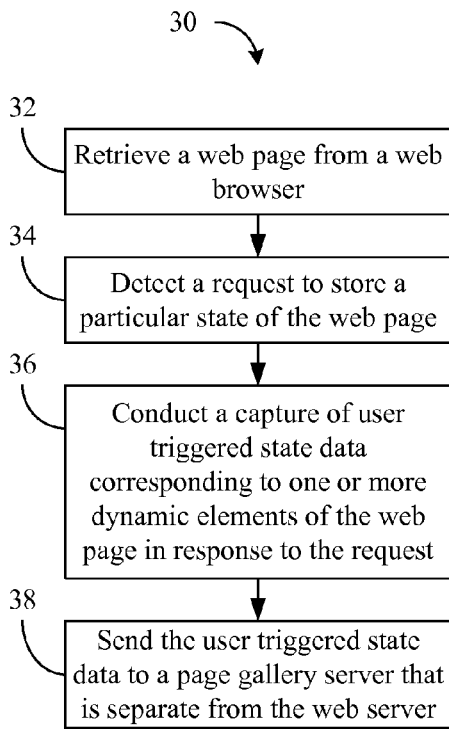 30
32
Retrieve a web page from a web
browser
34
Detect a request to store a
particular state of the web page
36
Conduct a capture of user
triggered state data
corresponding to one or more
dynamic elements of the web
page in response to the request
38
Send the user triggered state
data to a page gallery server that
is separate from the web server